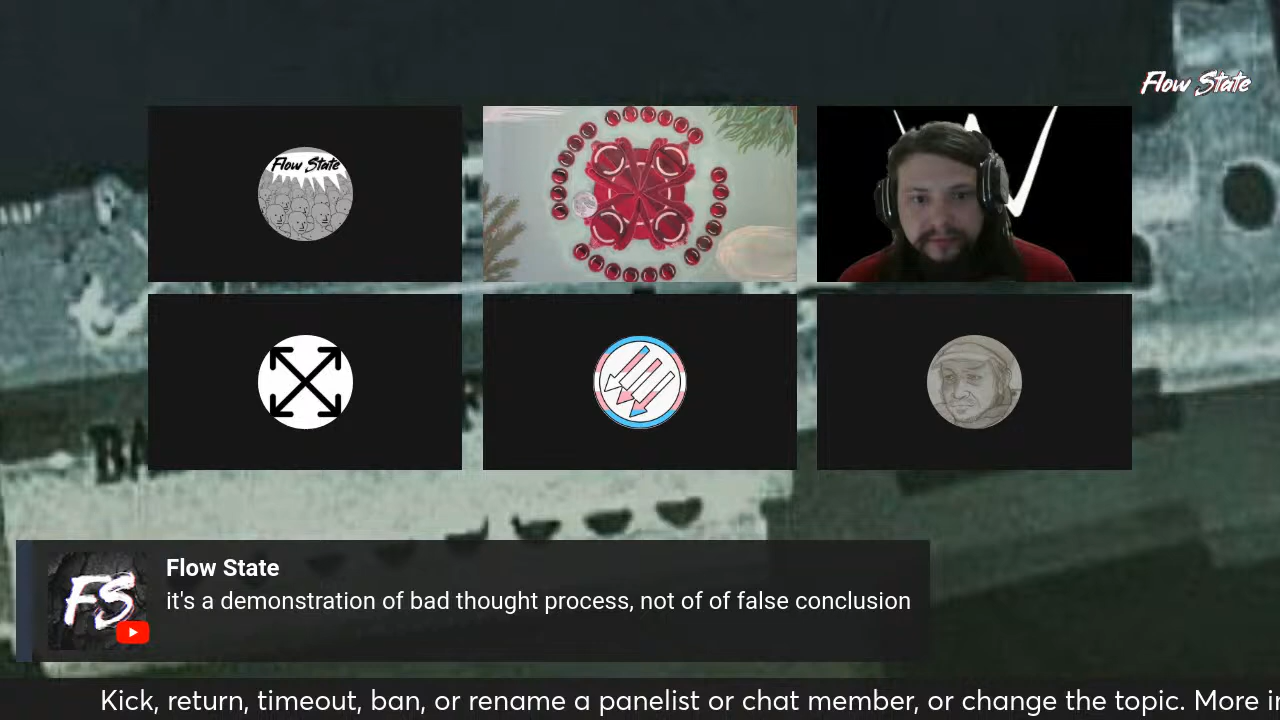 Flow State
Flow State
BA
FS
Flow State
it's a demonstration of bad thought process, not of of false conclusion
Kick, return, timeout, ban, or rename a panelist or chat member, or change the topic. More i